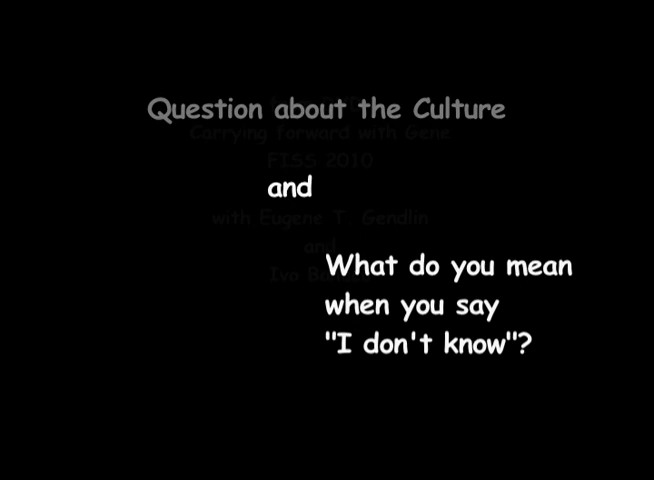 Question about the Culture
Carrying forward with Gene
FISS 2010
and
with Eugene T. Gendlin
and
What do you mean
when you say
"I don't know"?